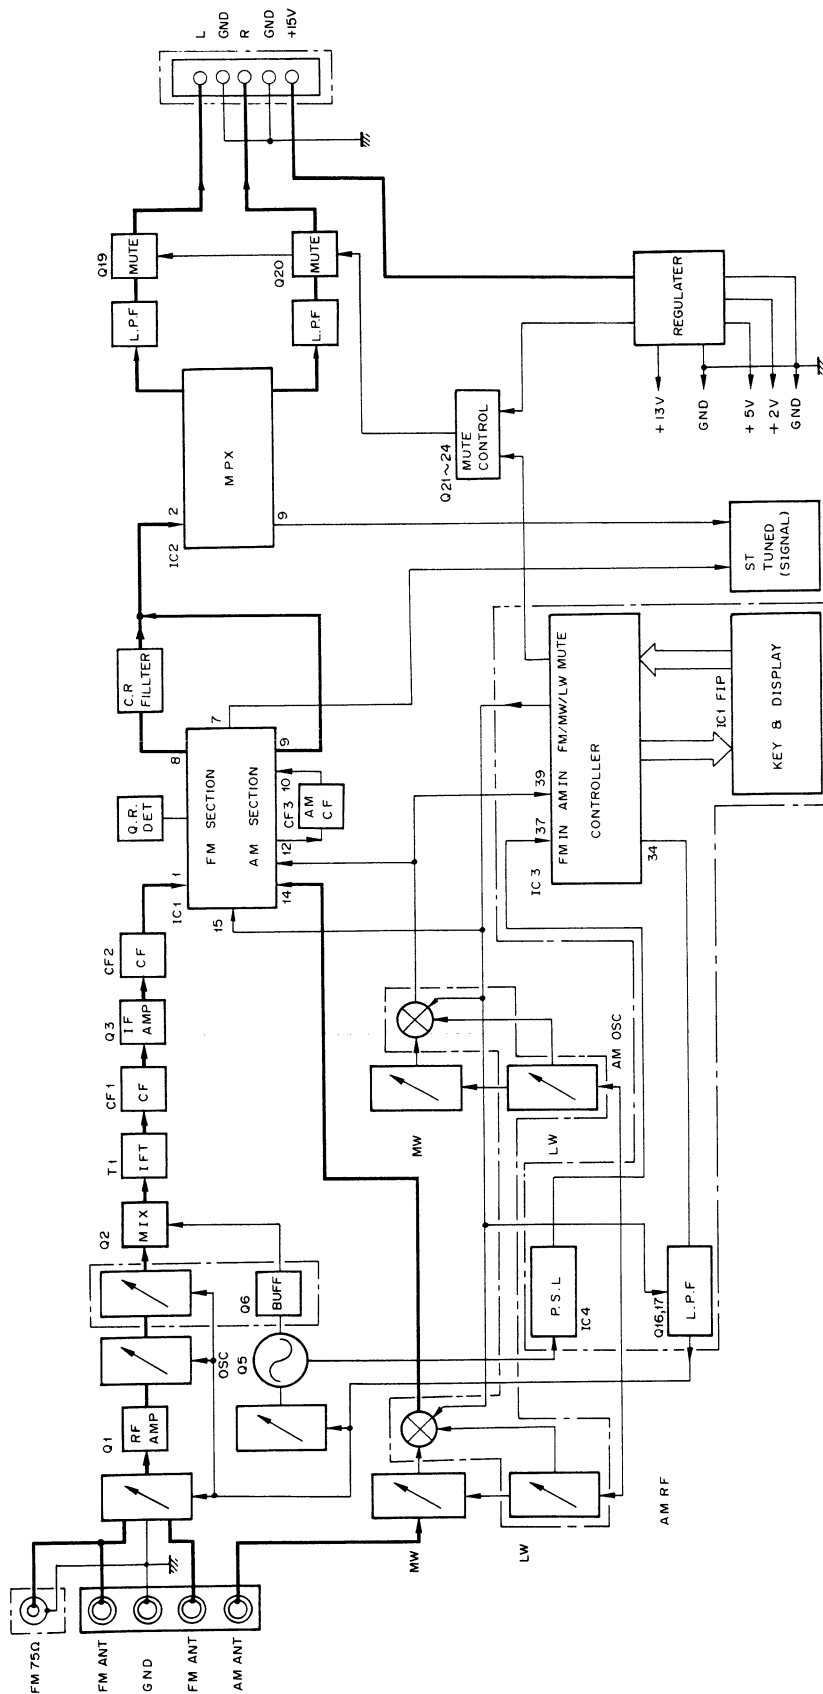 FM 75Ω
FM ANT
GND
FM ANT
AM ANT
Q1
RF
AMP
OSC
Q5
Q6
BUFF
Q2
MIX
T1
IFT
CF1
CF
Q3
IF
AMP
CF2
CF
IC1
1
15
14
12
10
9
8
7
FM SECTION
AM SECTION
Q.R.
DET
CF3
AM
CF
C.R
FILLTER
IC2
2
9
MPX
L.P.F
L.P.F
Q19
MUTE
Q20
MUTE
L
GND
R
GND
+15V
MW
LW
AM RF
MW
LW
AM OSC
P.S.L
IC4
Q16,17
L.P.F
IC3
37
39
34
FM IN AM IN FM/MW/LW MUTE
CONTROLLER
IC1 FIP
KEY & DISPLAY
ST
TUNED
(SIGNAL)
Q21~24
MUTE
CONTROL
REGULATER
+13V
GND
+5V
+2V
GND